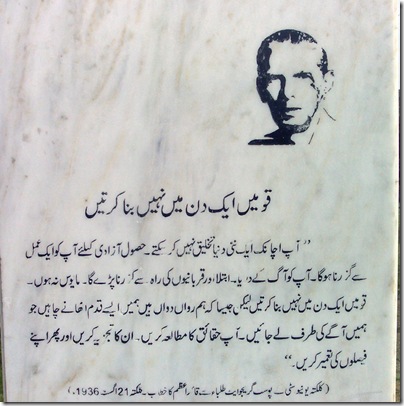 قومیں ایک دن میں نہیں بنا کرتیں
”آپ اچانک ایک نئی دنیا تخلیق نہیں کر سکتے۔ حصول آزادی کیلئے آپ کو ایک عمل
سے گزرنا ہوگا۔ آپ کو آگ کے دریا۔ ابتلا اور قربانیوں کی راہ سے گزرنا پڑے گا۔ مایوس نہ ہوں۔
قومیں ایک دن میں نہیں بنا کرتیں لیکن جیسا کہ ہم رواں دواں ہیں ہمیں ایسے قدم اٹھانے چاہیں جو
ہمیں آگے کی طرف لے جائیں۔ آپ حقائق کا مطالعہ کریں۔ ان کا تجزیہ کریں اور پھر اپنے
فیصلوں کی تعمیر کریں۔“
(کلکتہ یونیورسٹی کے پوسٹ گریجوایٹ طلباء سے قائد اعظم کا خطاب۔ کلکتہ 21 اگست 1936ء)